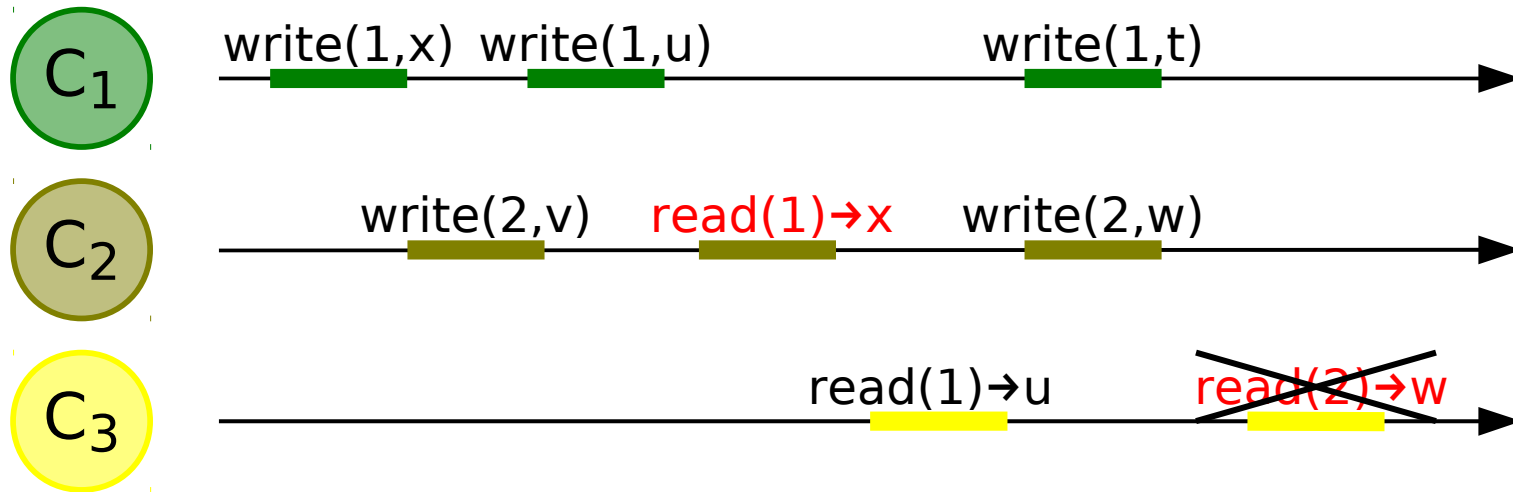 C1 write(1,x) write(1,u) write(1,t)
C2 write(2,v) read(1)→x write(2,w)
C3 read(1)→u read(2)→w